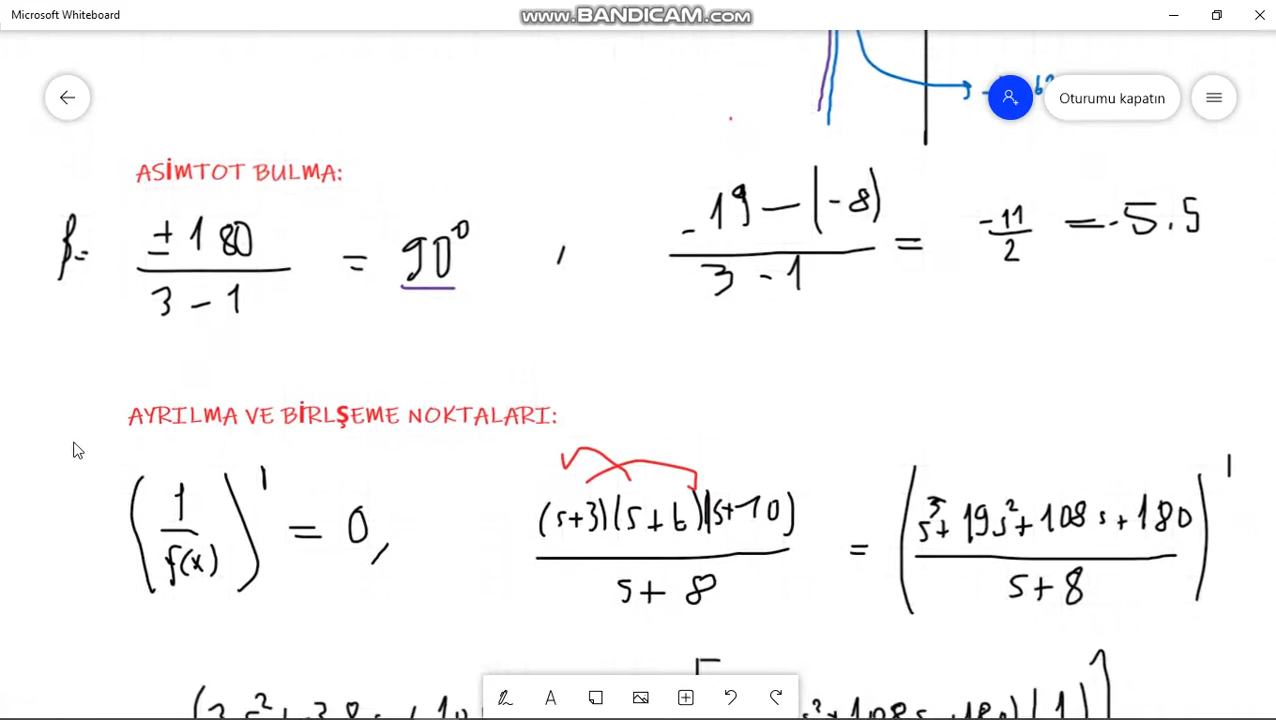 Microsoft Whiteboard
www.BANDICAM.com
Oturumu kapatın
ASİMTOT BULMA:
β= ±180 / 3-1 = 90° , -19-(-8) / 3-1 = -11/2 = -5.5
AYRILMA VE BİRLŞEME NOKTALARI:
(1/f(x))' = 0, (s+3)(s+6)(s+10) / s+8 = (s³+19s²+108s+180 / s+8)'